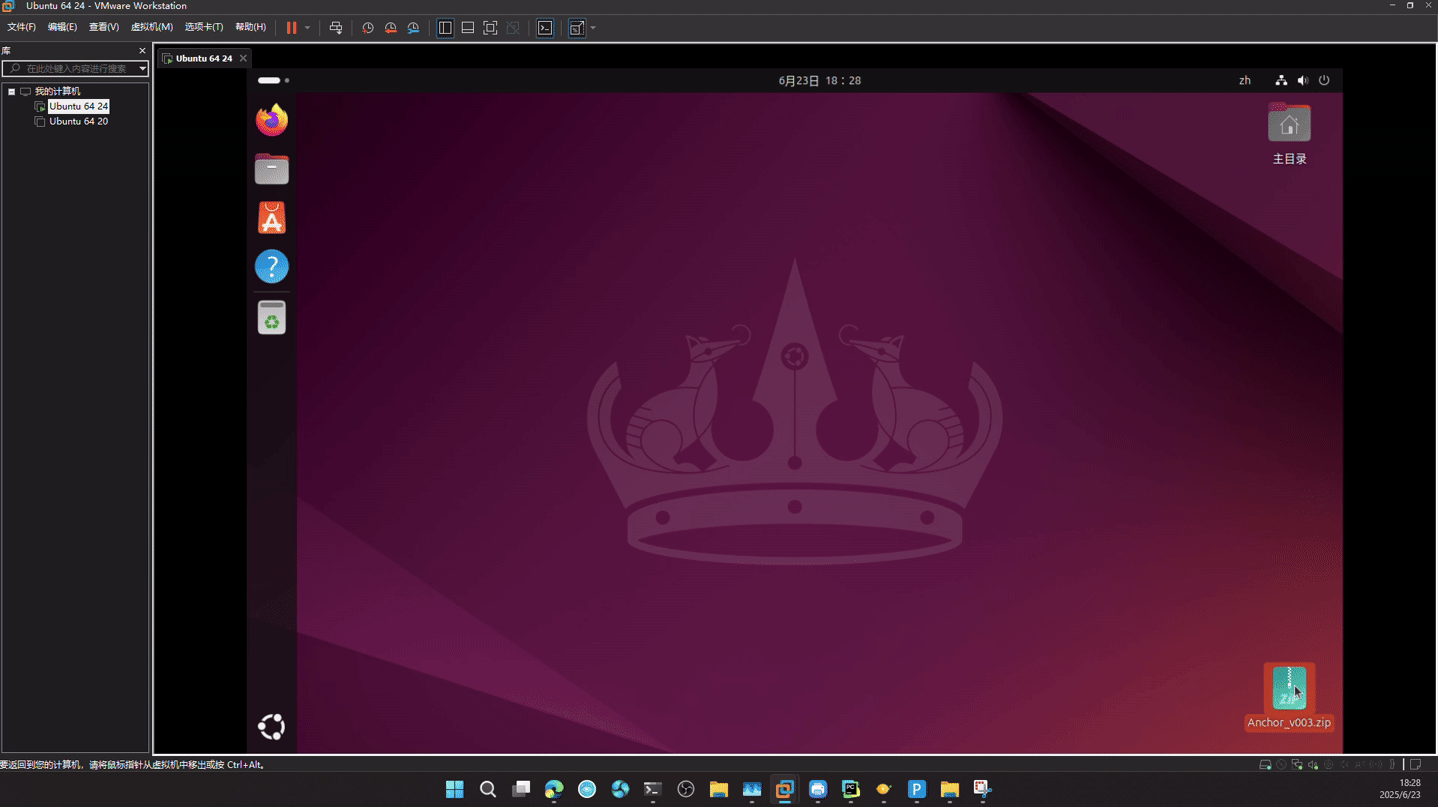 Ubuntu 64 24 - VMware Workstation
文件(F) 编辑(E) 查看(V) 虚拟机(M) 选项卡(T) 帮助(H)
库
在此处键入内容进行搜索
我的计算机
Ubuntu 64 24
Ubuntu 64 20
Ubuntu 64 24
6月23日 18：28
zh
主目录
ZIP
Anchor_v003.zip
要返回到您的计算机，请将鼠标指针从虚拟机中移出或按 Ctrl+Alt。
PC
P
18:28
2025/6/23